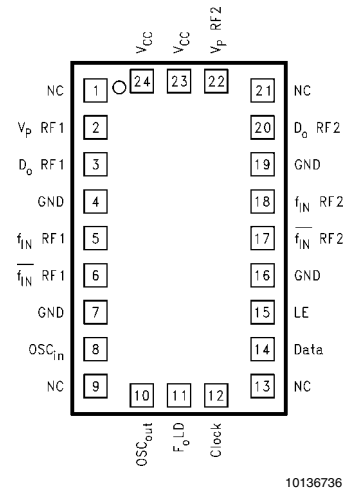 VCC VCC VP RF2
24 23 22
NC 1 21 NC
VP RF1 2 20 Do RF2
Do RF1 3 19 GND
GND 4 18 fIN RF2
fIN RF1 5 17 f̅I̅N̅ RF2
f̅I̅N̅ RF1 6 16 GND
GND 7 15 LE
OSCin 8 14 Data
NC 9 13 NC
10 11 12
OSCout FoLD Clock
10136736